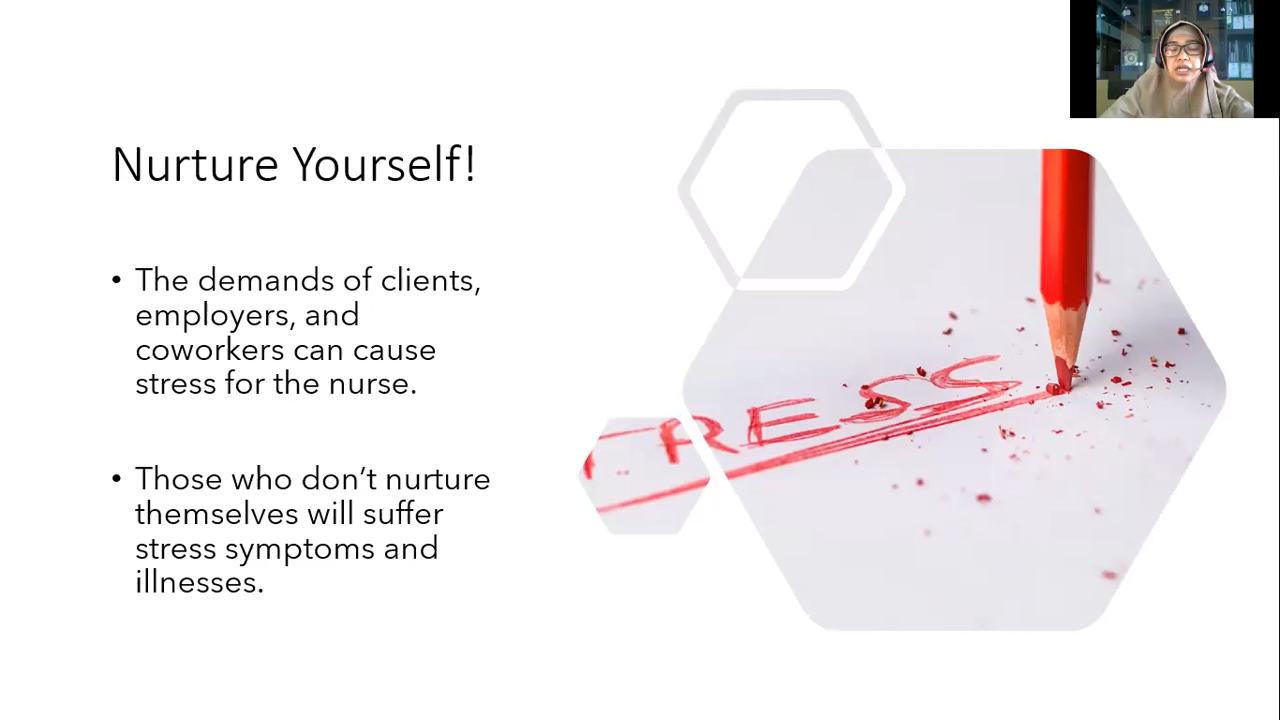 Nurture Yourself!
• The demands of clients,
employers, and
coworkers can cause
stress for the nurse.
• Those who don’t nurture
themselves will suffer
stress symptoms and
illnesses.
TRESS